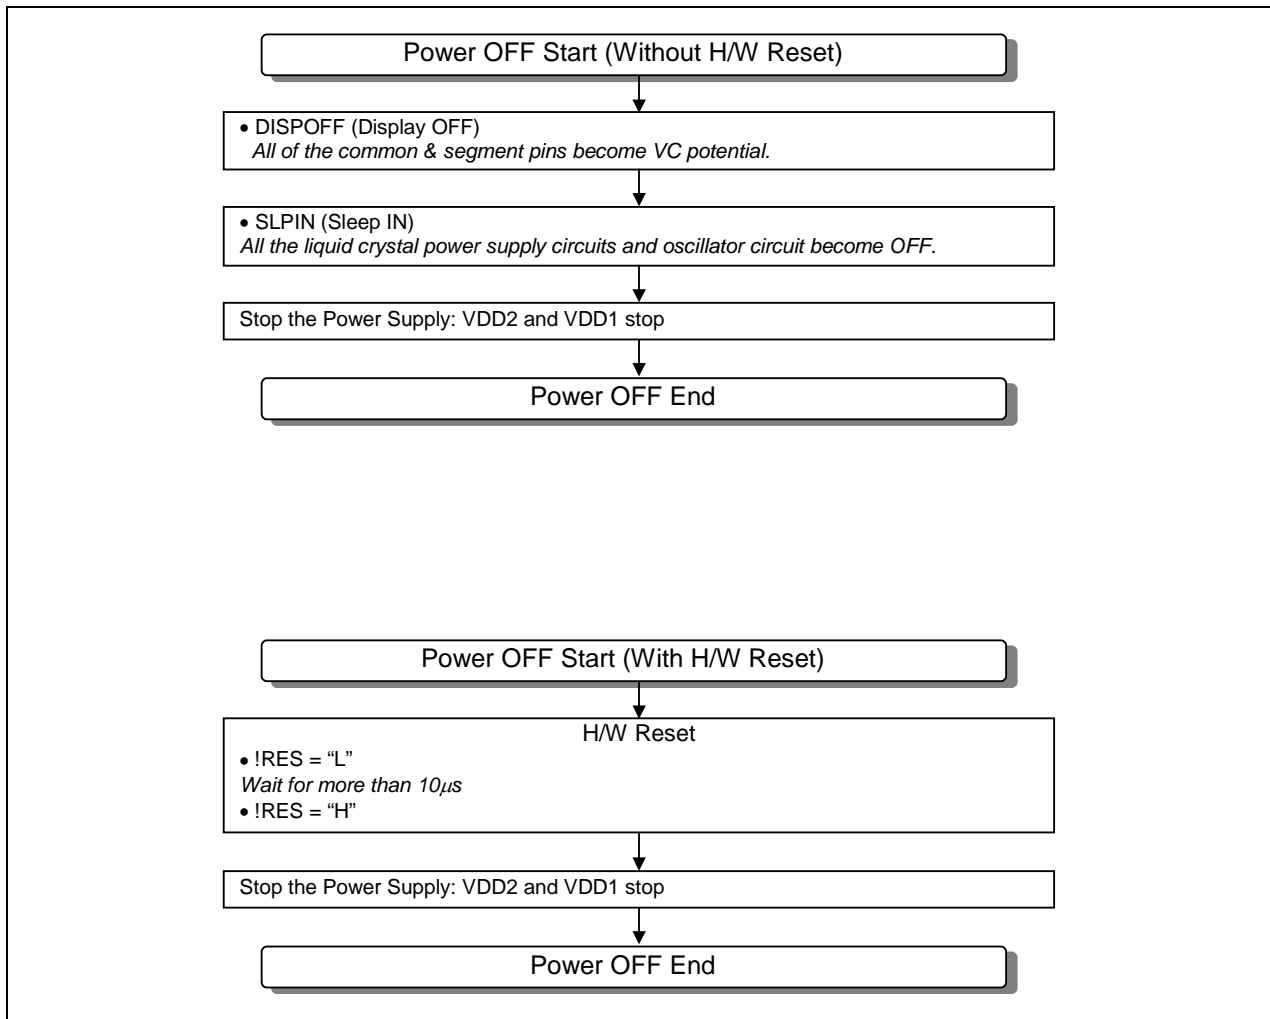 Power OFF Start (Without H/W Reset)
• DISPOFF (Display OFF)
All of the common & segment pins become VC potential.
• SLPIN (Sleep IN)
All the liquid crystal power supply circuits and oscillator circuit become OFF.
Stop the Power Supply: VDD2 and VDD1 stop
Power OFF End
Power OFF Start (With H/W Reset)
H/W Reset
• !RES = “L”
Wait for more than 10μs
• !RES = “H”
Stop the Power Supply: VDD2 and VDD1 stop
Power OFF End